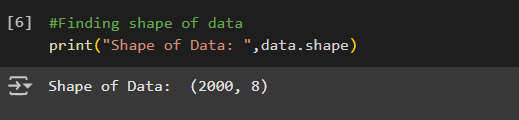 [6] #Finding shape of data
print("Shape of Data: ",data.shape)
Shape of Data:  (2000, 8)